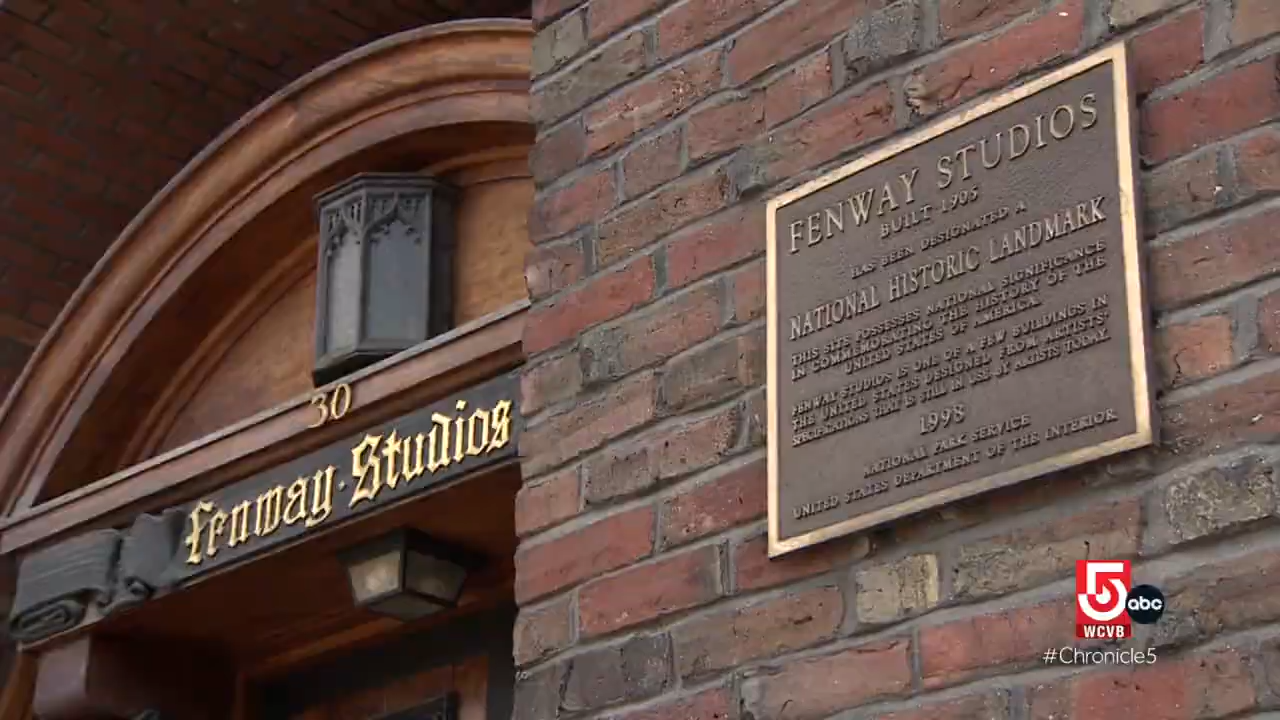 30
Fenway·Studios
FENWAY STUDIOS
BUILT 1905
HAS BEEN DESIGNATED A
NATIONAL HISTORIC LANDMARK
THIS SITE POSSESSES NATIONAL SIGNIFICANCE
IN COMMEMORATING THE HISTORY OF THE
UNITED STATES OF AMERICA.
FENWAY STUDIOS IS ONE OF A FEW BUILDINGS IN
THE UNITED STATES DESIGNED FROM ARTISTS'
SPECIFICATIONS THAT IS STILL IN USE BY ARTISTS TODAY.
1998
NATIONAL PARK SERVICE
UNITED STATES DEPARTMENT OF THE INTERIOR
5 abc
WCVB
#Chronicle5